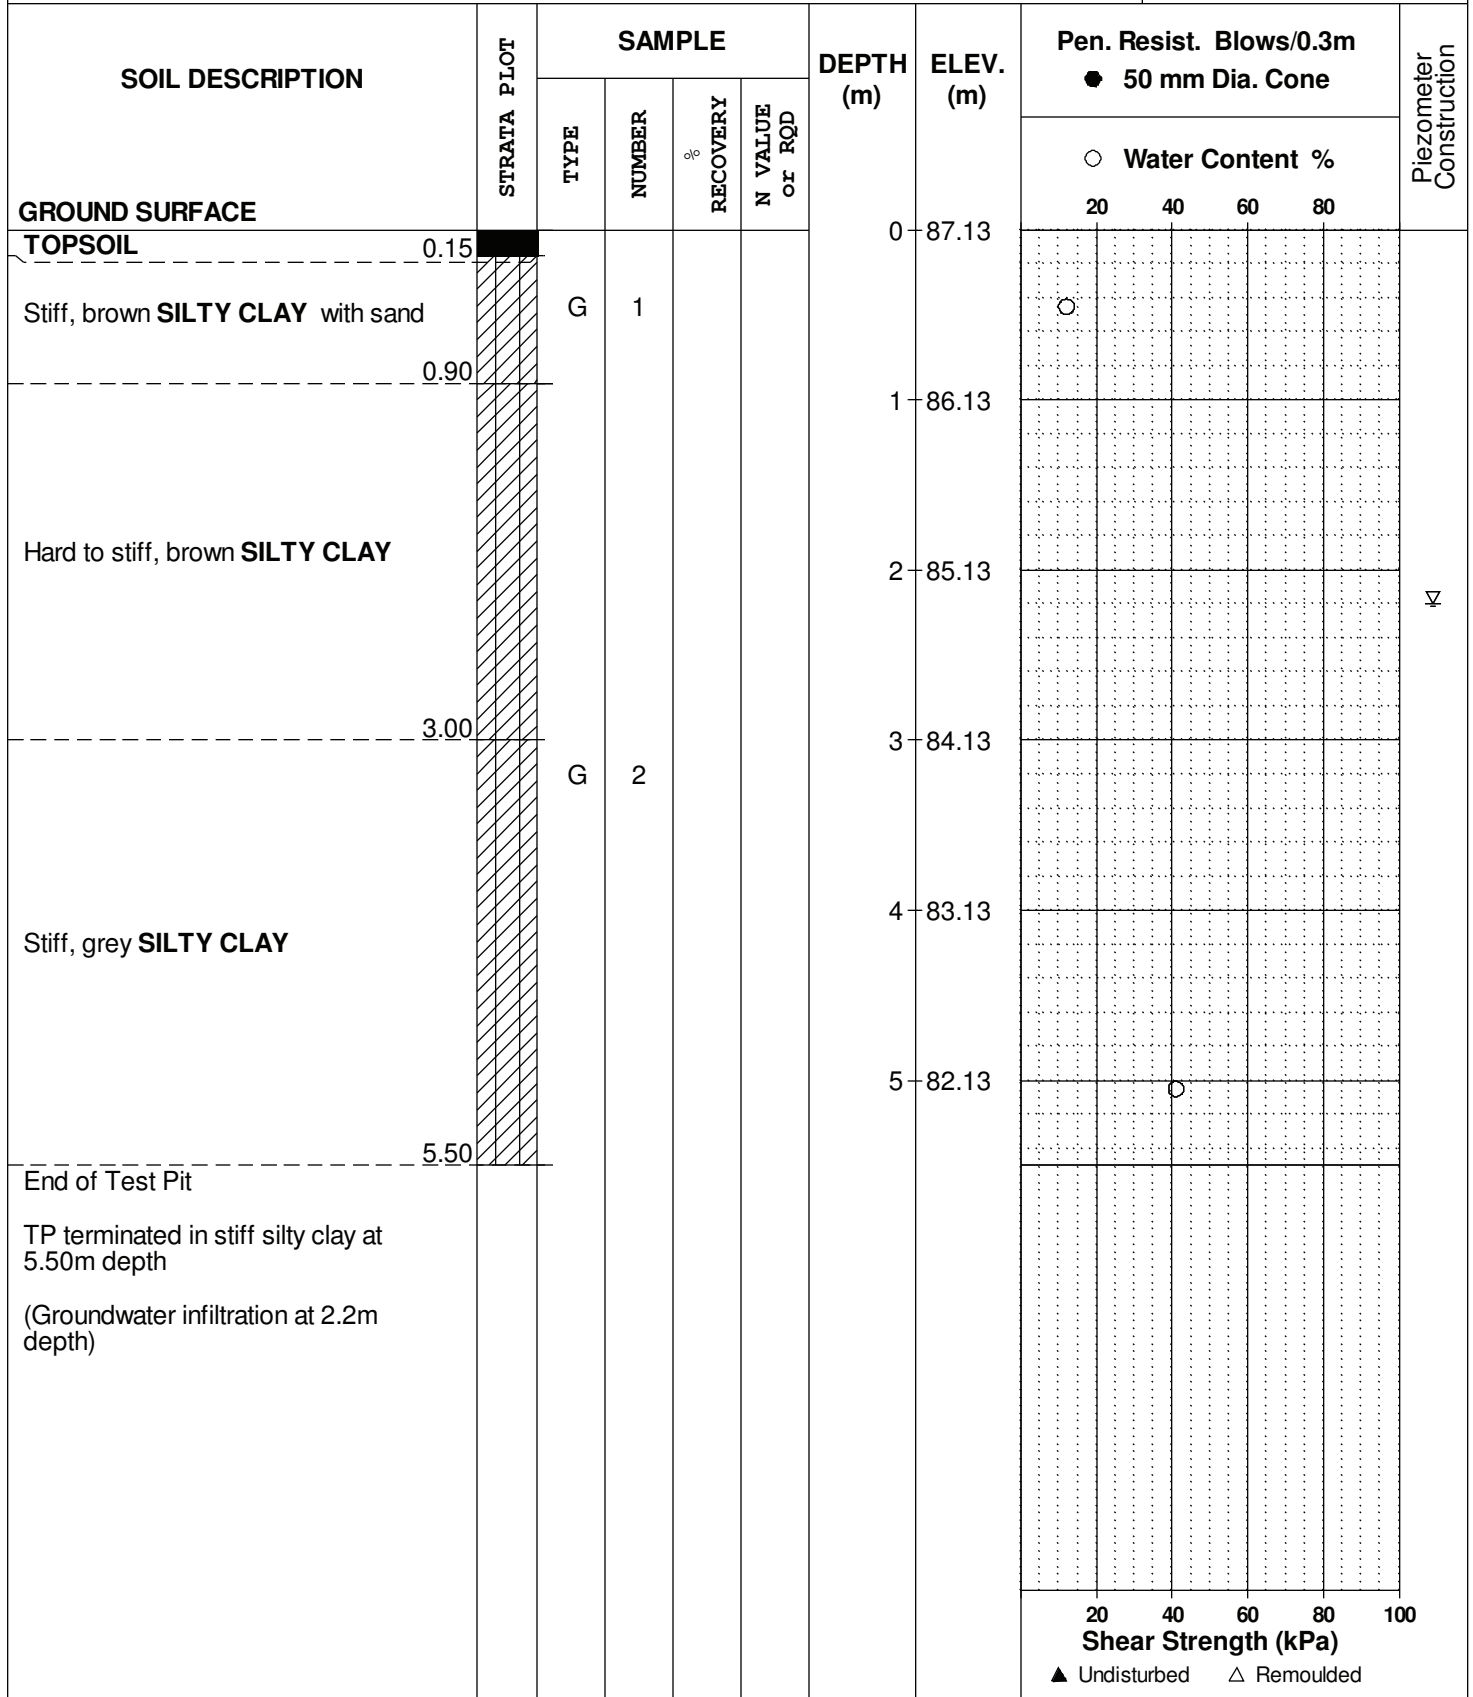 SOIL DESCRIPTION
GROUND SURFACE
STRATA PLOT
SAMPLE
TYPE
NUMBER
%
RECOVERY
N VALUE
or RQD
DEPTH
(m)
ELEV.
(m)
Pen. Resist. Blows/0.3m
● 50 mm Dia. Cone
○ Water Content %
20 40 60 80
Piezometer
Construction
TOPSOIL 0.15
0 87.13
Stiff, brown SILTY CLAY with sand
G 1
0.90
1 86.13
Hard to stiff, brown SILTY CLAY
2 85.13
3.00
3 84.13
G 2
4 83.13
Stiff, grey SILTY CLAY
5 82.13
5.50
End of Test Pit
TP terminated in stiff silty clay at
5.50m depth
(Groundwater infiltration at 2.2m
depth)
20 40 60 80 100
Shear Strength (kPa)
▲ Undisturbed △ Remoulded